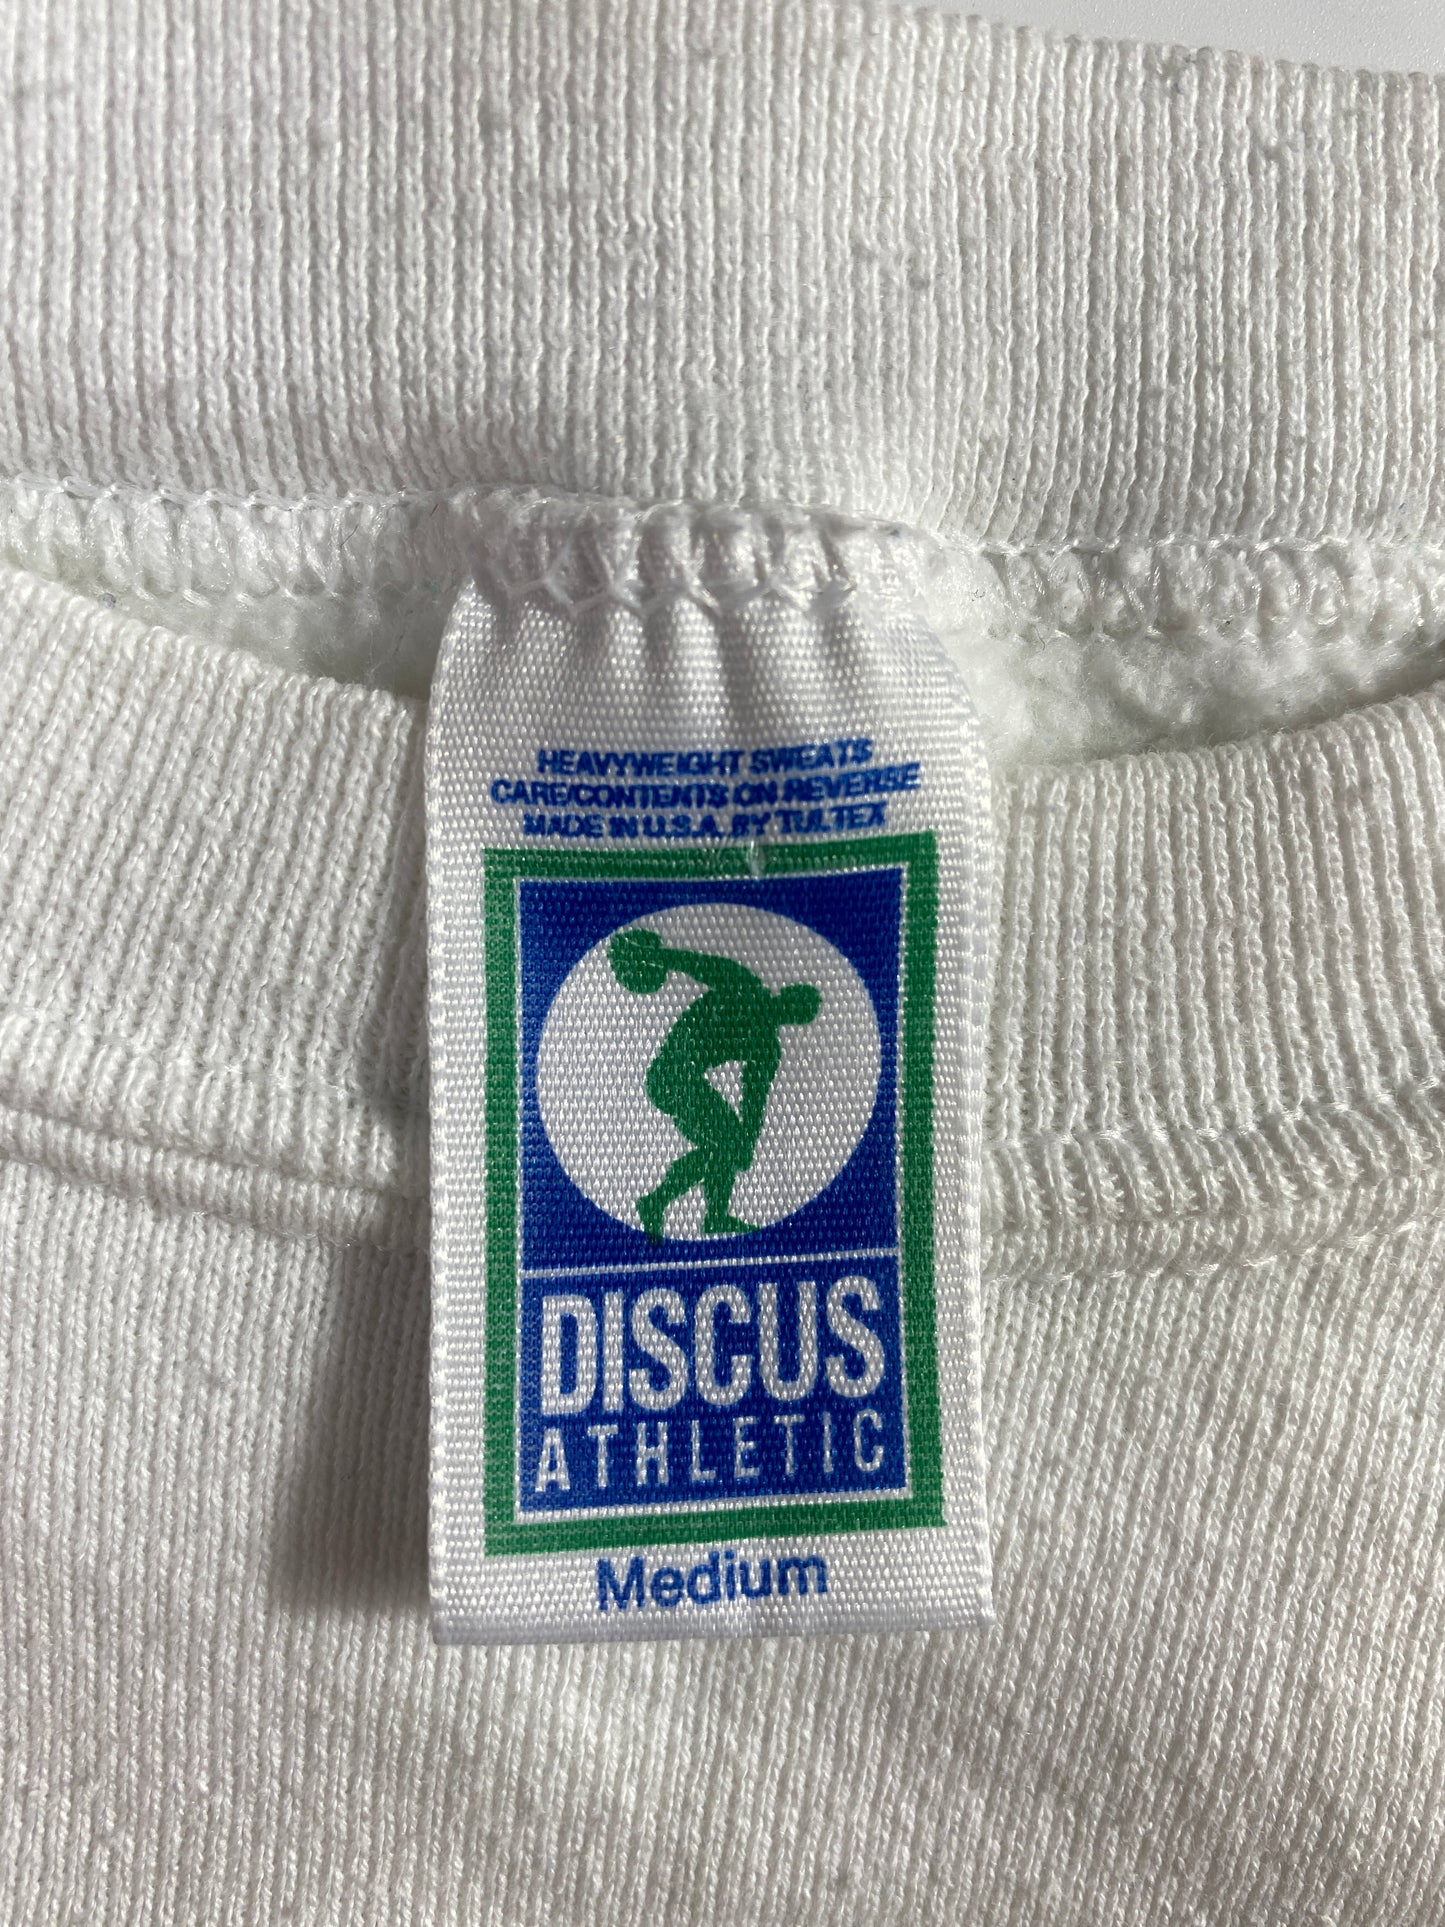 HEAVYWEIGHT SWEATS
CARE/CONTENTS ON REVERSE
MADE IN U.S.A. BY TULTEX
DISCUS
ATHLETIC
Medium